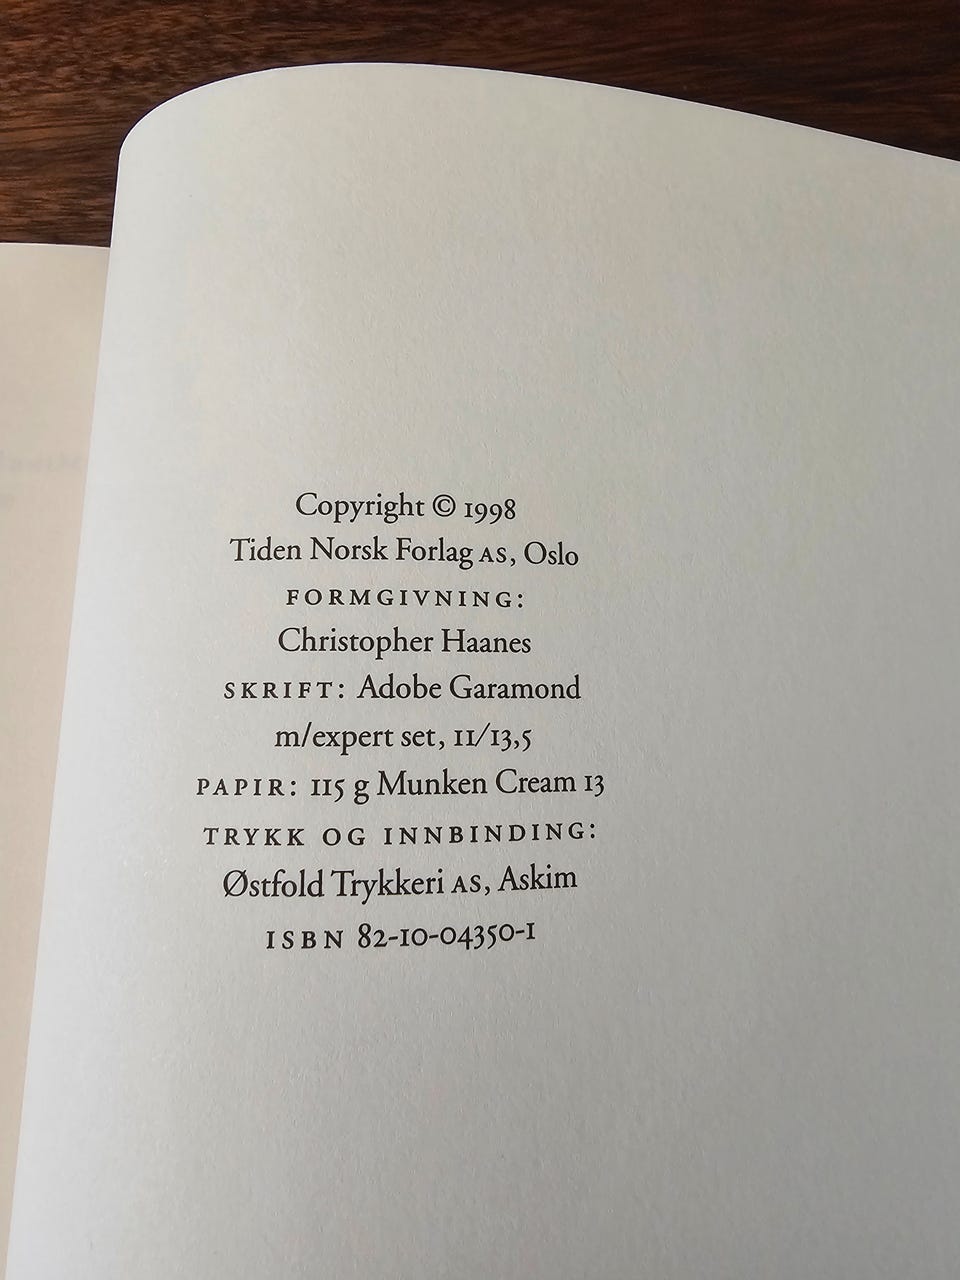 Copyright © 1998
Tiden Norsk Forlag AS, Oslo
FORMGIVNING:
Christopher Haanes
SKRIFT: Adobe Garamond
m/expert set, 11/13,5
PAPIR: 115 g Munken Cream 13
TRYKK OG INNBINDING:
Østfold Trykkeri AS, Askim
ISBN 82-10-04350-1